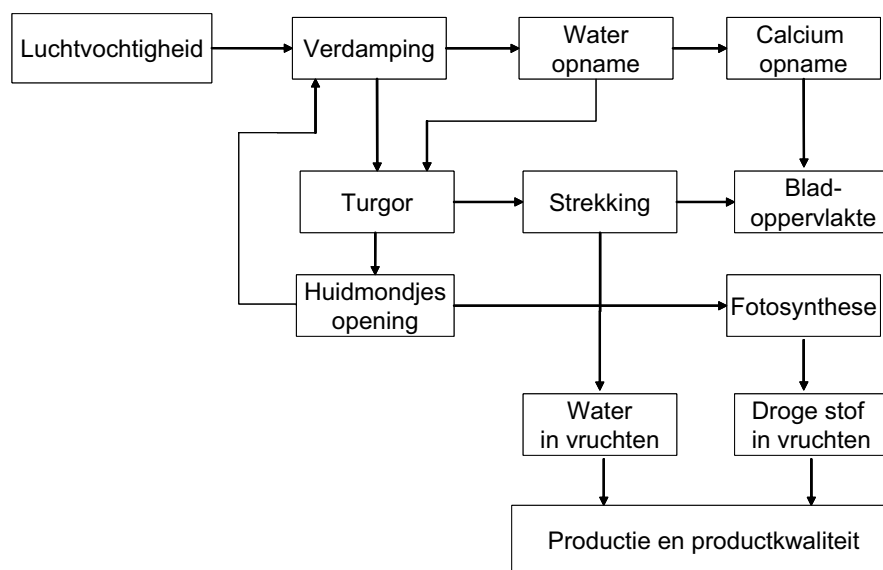 Luchtvochtigheid
Verdamping
Water
opname
Calcium
opname
Turgor
Strekking
Blad-
oppervlakte
Huidmondjes
opening
Fotosynthese
Water
in vruchten
Droge stof
in vruchten
Productie en productkwaliteit